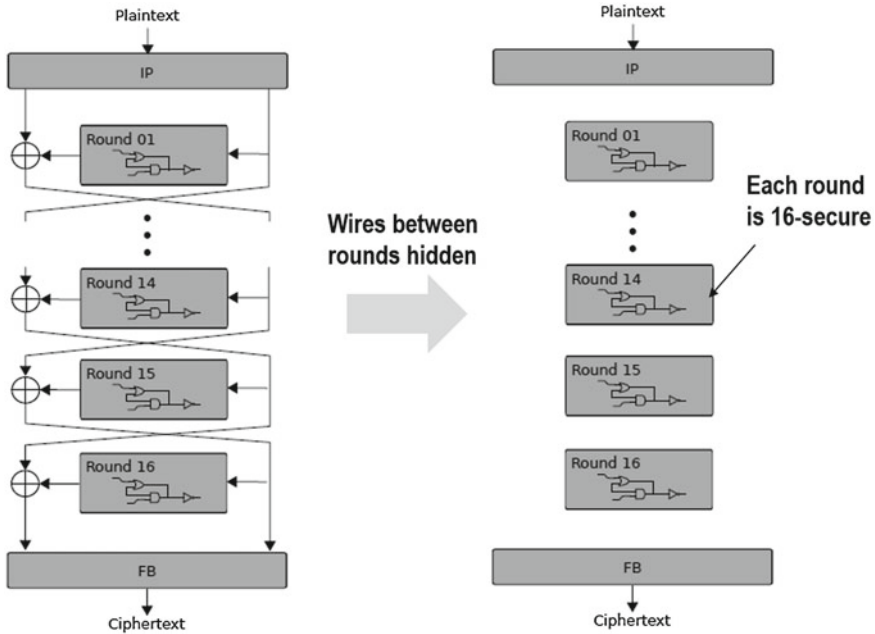 Plaintext
IP
Round 01
Round 14
Round 15
Round 16
FB
Ciphertext
Wires between
rounds hidden
Plaintext
IP
Round 01
Round 14
Round 15
Round 16
FB
Ciphertext
Each round
is 16-secure